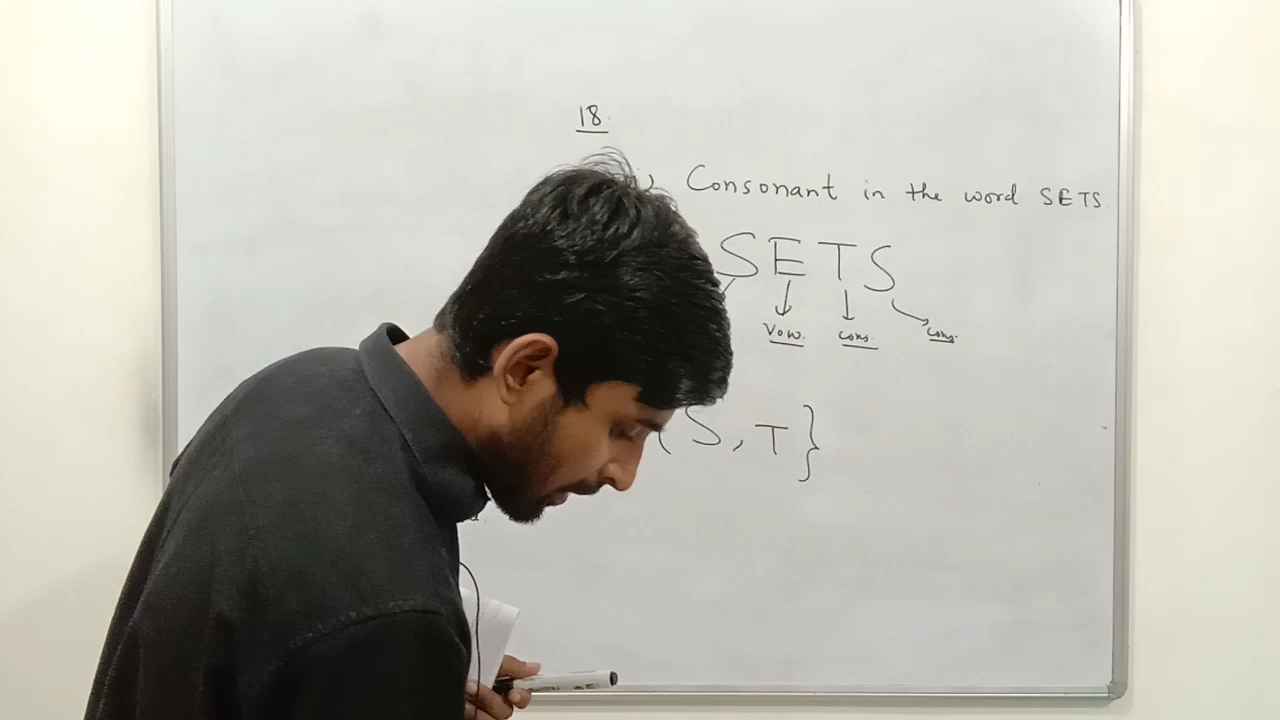 18.
i) Consonant in the word SETS.
SETS
Vow. Cons. Cons.
{S, T}